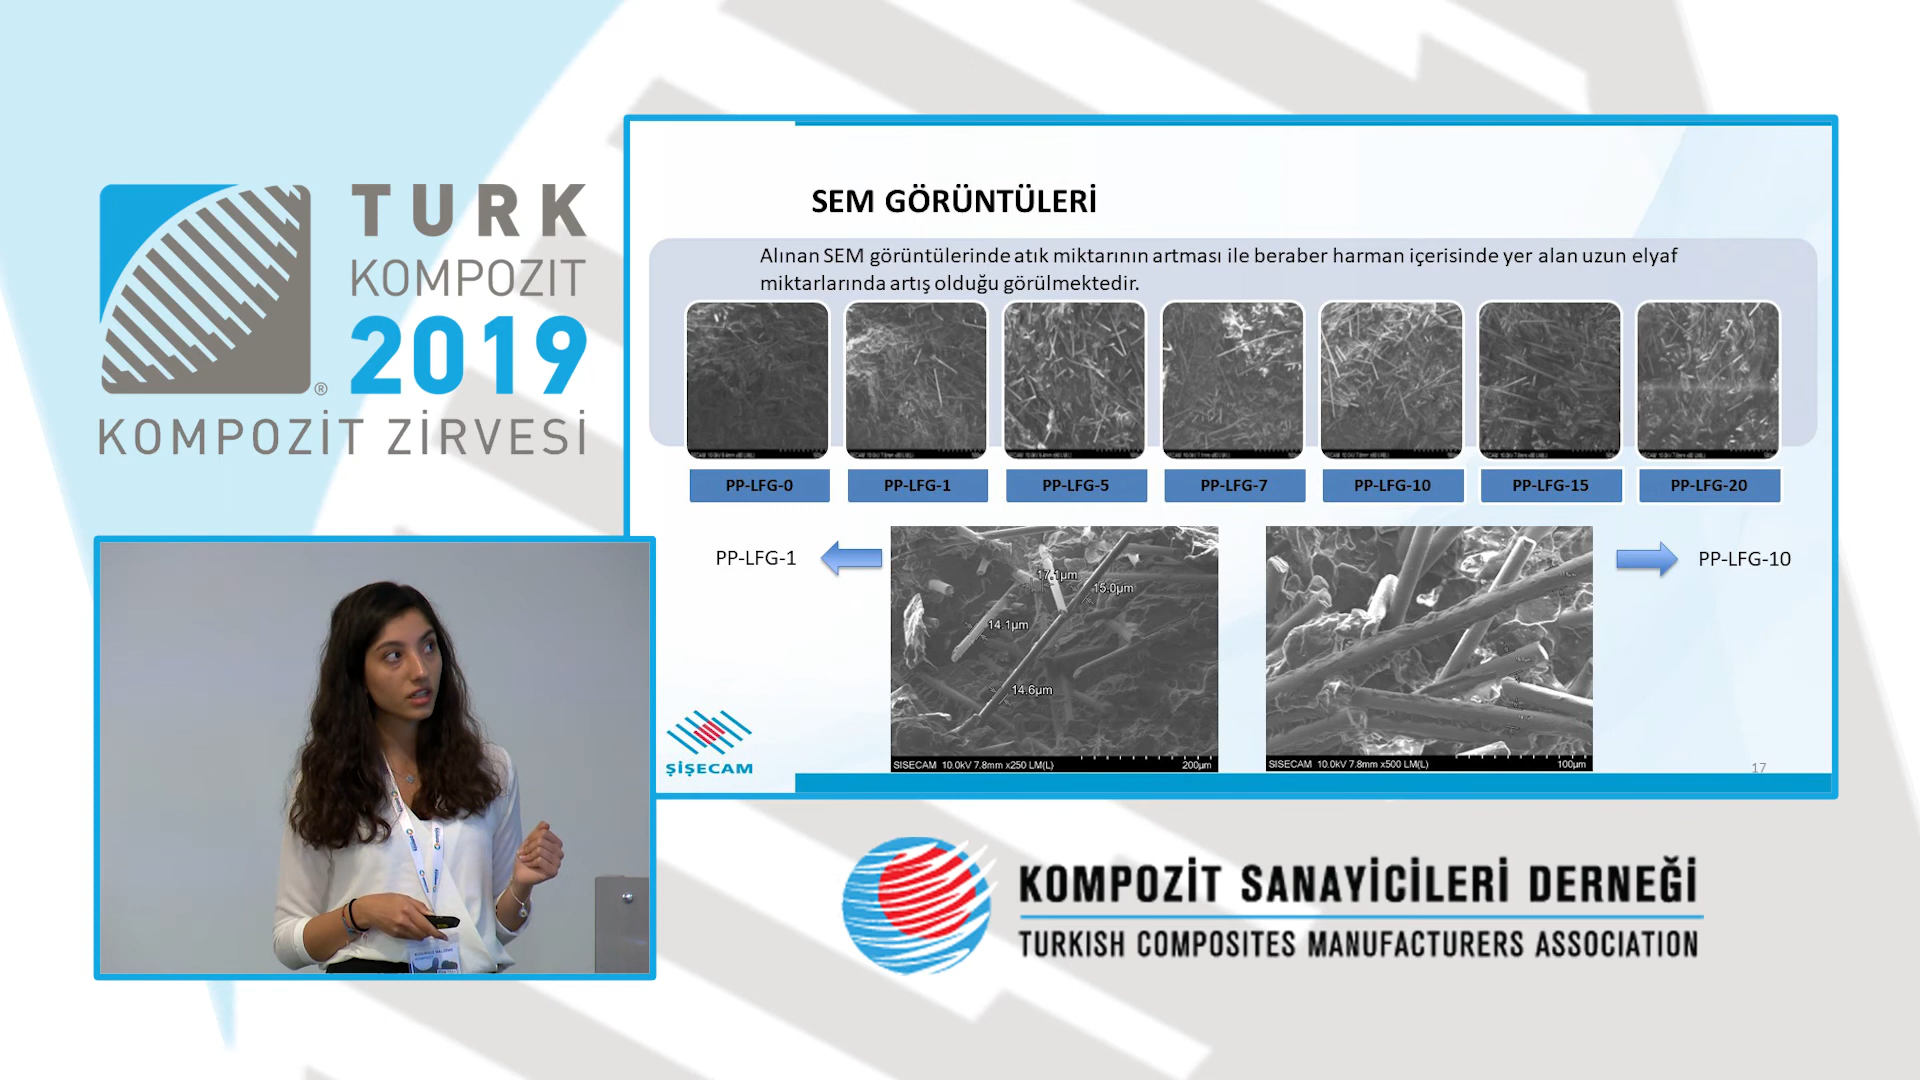 TURK
KOMPOZIT
2019
®
KOMPOZİT ZİRVESİ
SEM GÖRÜNTÜLERİ
Alınan SEM görüntülerinde atık miktarının artması ile beraber harman içerisinde yer alan uzun elyaf
miktarlarında artış olduğu görülmektedir.
PP-LFG-0 PP-LFG-1 PP-LFG-5 PP-LFG-7 PP-LFG-10 PP-LFG-15 PP-LFG-20
PP-LFG-1
17.1µm
15.0µm
14.1µm
14.6µm
SISECAM 10.0kV 7.8mm x250 LM(L) 200µm
SISECAM 10.0kV 7.8mm x500 LM(L) 100µm
PP-LFG-10
ŞİŞECAM
17
KOMPOZİT SANAYİCİLERİ DERNEĞİ
TURKISH COMPOSITES MANUFACTURERS ASSOCIATION